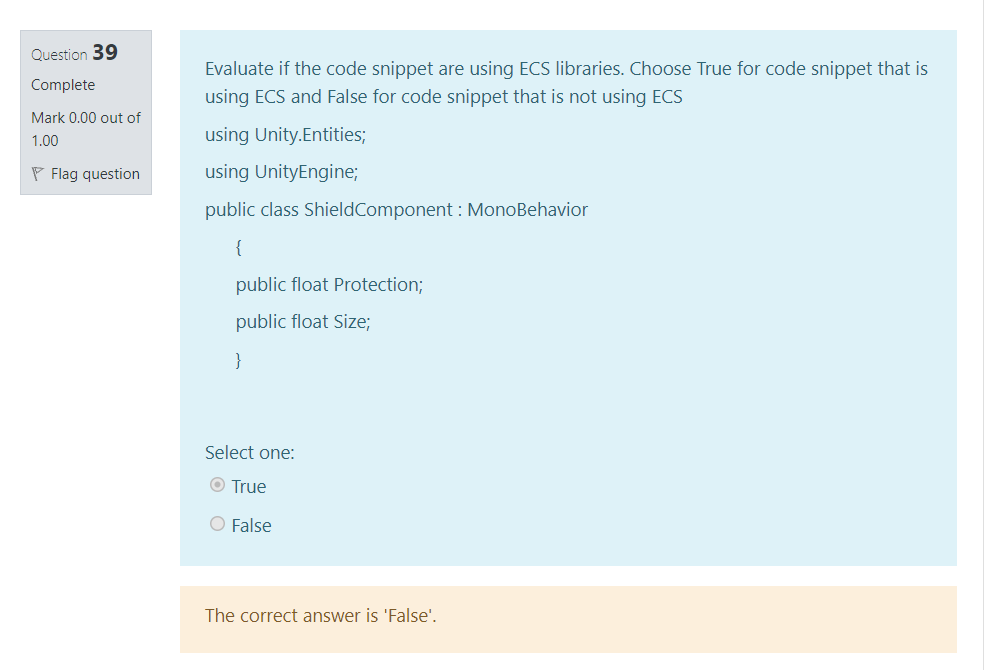 Question 39
Complete
Mark 0.00 out of
1.00
Flag question
Evaluate if the code snippet are using ECS libraries. Choose True for code snippet that is
using ECS and False for code snippet that is not using ECS
using Unity.Entities;
using UnityEngine;
public class ShieldComponent : MonoBehavior
{
public float Protection;
public float Size;
}
Select one:
True
False
The correct answer is 'False'.